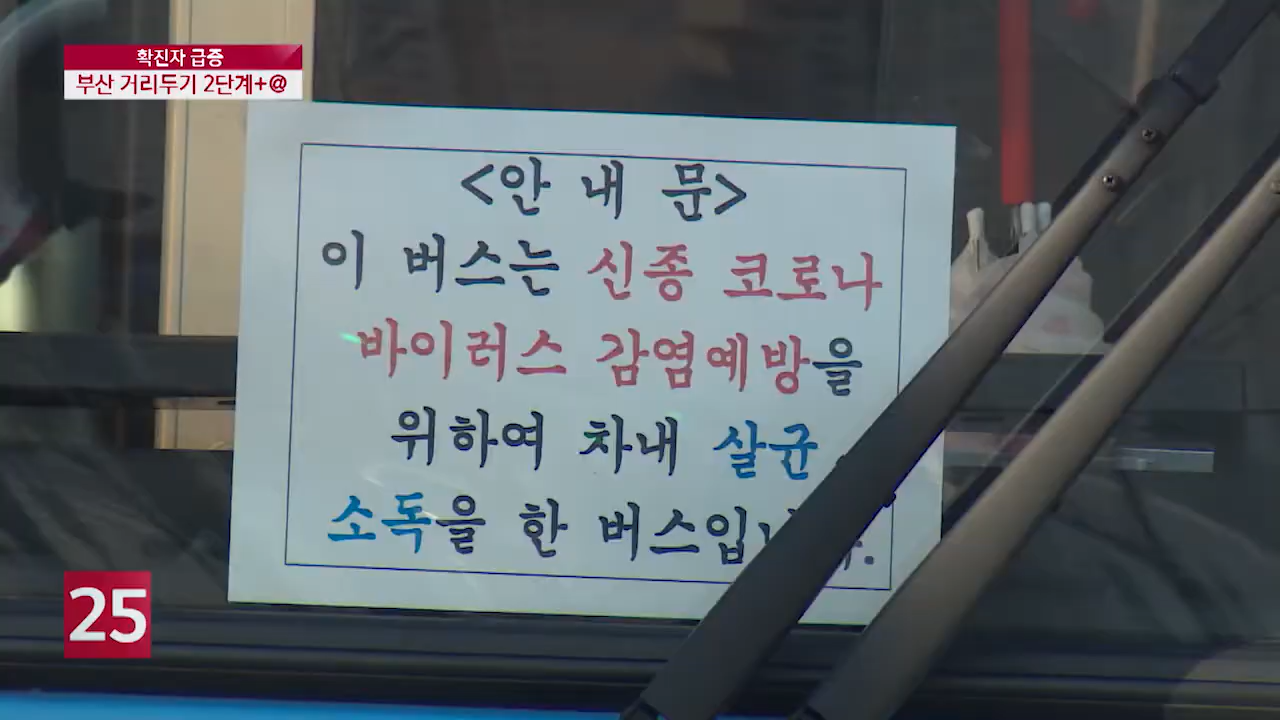 확진자 급증
부산 거리두기 2단계+@
<안 내 문>
이 버스는 신종 코로나
바이러스 감염예방을
위하여 차내 살균
소독을 한 버스입니다.
25